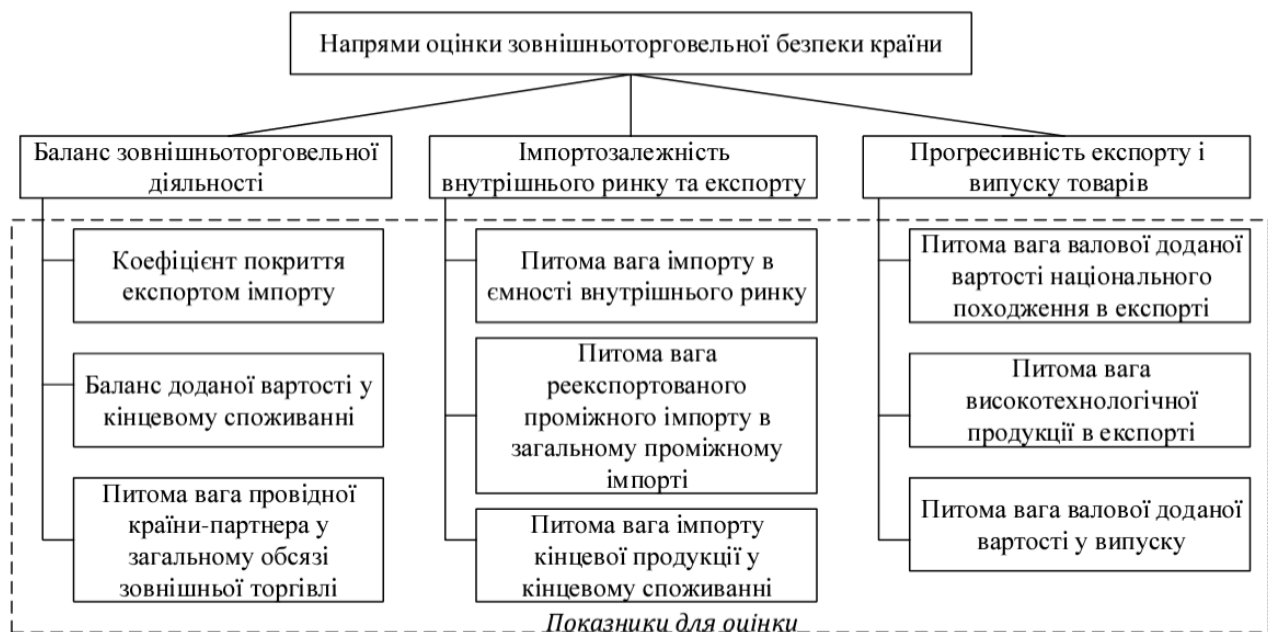 Напрями оцінки зовнішньоторговельної безпеки країни
Баланс зовнішньоторговельної
діяльності
Імпортозалежність
внутрішнього ринку та експорту
Прогресивність експорту і
випуску товарів
Коефіцієнт покриття
експортом імпорту
Баланс доданої вартості у
кінцевому споживанні
Питома вага провідної
країни-партнера у
загальному обсязі
зовнішньої торгівлі
Питома вага імпорту в
ємності внутрішнього ринку
Питома вага
реекспортованого
проміжного імпорту в
загальному проміжному
імпорті
Питома вага імпорту
кінцевої продукції у
кінцевому споживанні
Питома вага валової доданої
вартості національного
походження в експорті
Питома вага
високотехнологічної
продукції в експорті
Питома вага валової доданої
вартості у випуску
Показники для оцінки